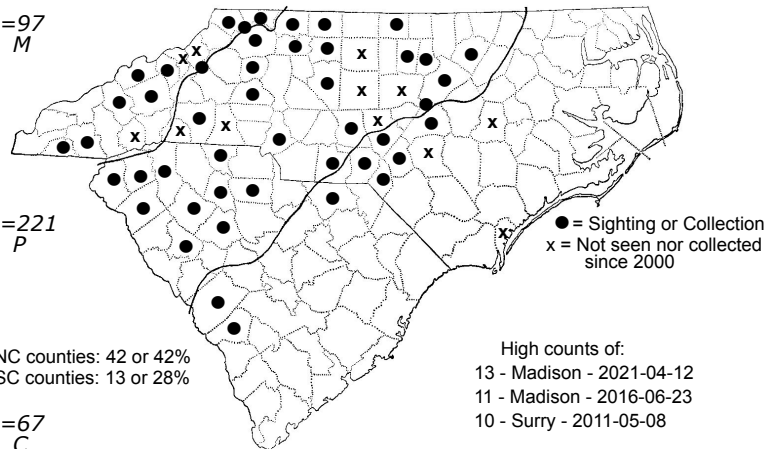 =97
M
=221
P
● = Sighting or Collection
x = Not seen nor collected
since 2000
NC counties: 42 or 42%
SC counties: 13 or 28%
High counts of:
13 - Madison - 2021-04-12
11 - Madison - 2016-06-23
10 - Surry - 2011-05-08
=67
C